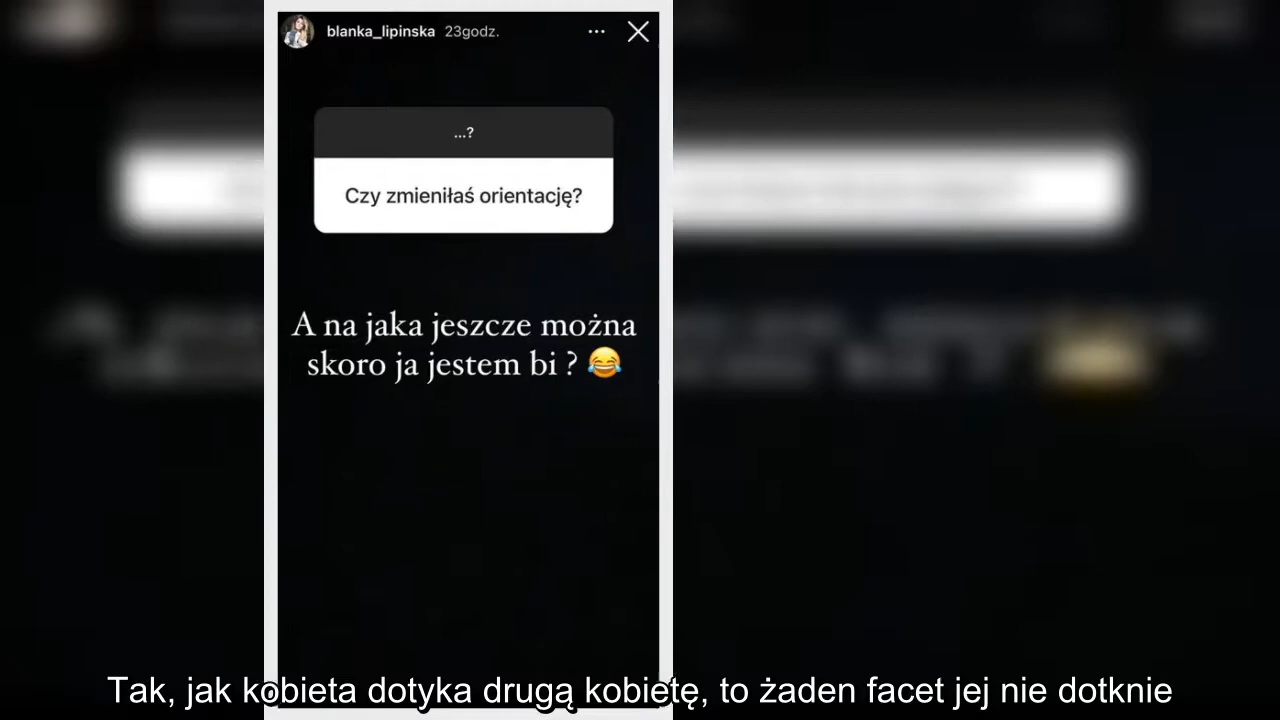 blanka_lipinska 23godz.
...?
Czy zmieniłaś orientację?
A na jaka jeszcze można
skoro ja jestem bi ? 😂
Tak, jak kobieta dotyka drugą kobietę, to żaden facet jej nie dotknie